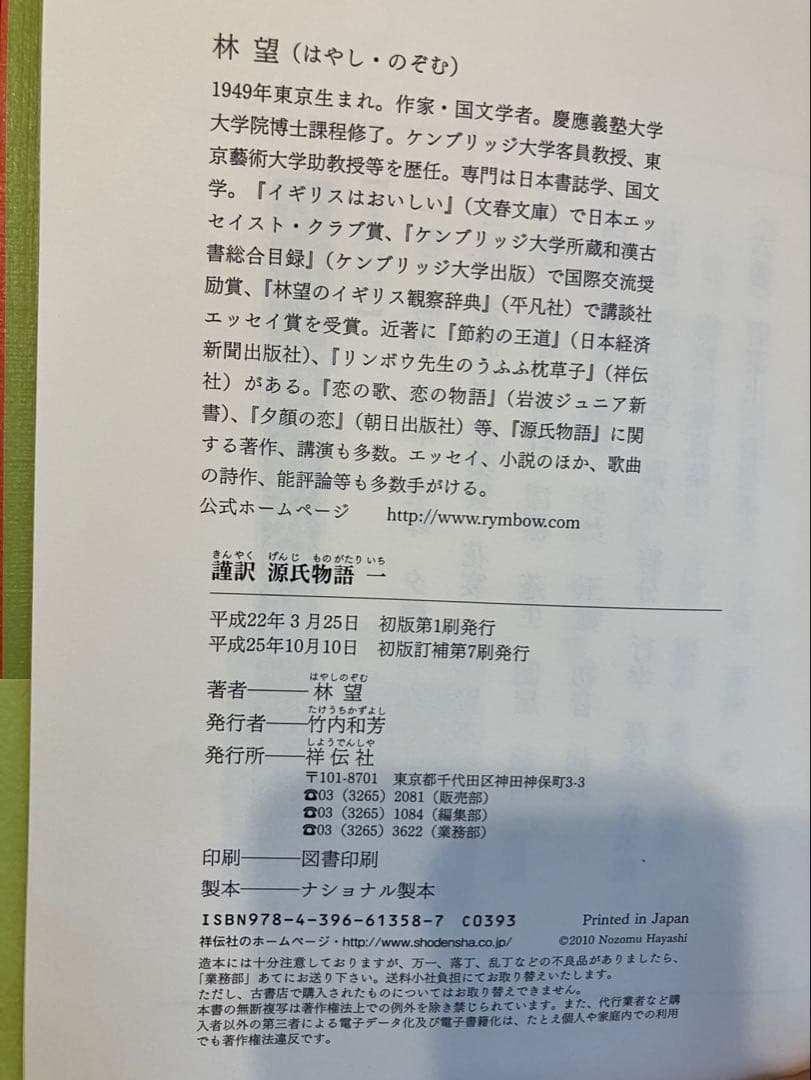 林 望（はやし・のぞむ）
1949年東京生まれ。作家・国文学者。慶應義塾大学
大学院博士課程修了。ケンブリッジ大学客員教授、東
京藝術大学助教授等を歴任。専門は日本書誌学、国文
学。『イギリスはおいしい』（文春文庫）で日本エッ
セイスト・クラブ賞、『ケンブリッジ大学所蔵和漢古
書総合目録』（ケンブリッジ大学出版）で国際交流奨
励賞、『林望のイギリス観察辞典』（平凡社）で講談社
エッセイ賞を受賞。近著に『節約の王道』（日本経済
新聞出版社）、『リンボウ先生のうふふ枕草子』（祥伝
社）がある。『恋の歌、恋の物語』（岩波ジュニア新
書）、『夕顔の恋』（朝日出版社）等、『源氏物語』に関
する著作、講演も多数。エッセイ、小説のほか、歌曲
の詩作、能評論等も多数手がける。
公式ホームページ http://www.rymbow.com
きんやく げんじ ものがたり いち
謹訳 源氏物語 一
平成22年3月25日 初版第1刷発行
平成25年10月10日 初版訂補第7刷発行
はやしのぞむ
著者――林 望
たけうちかずよし
発行者――竹内和芳
しようでんしや
発行所――祥伝社
〒101-8701 東京都千代田区神田神保町3-3
☎03（3265）2081（販売部）
☎03（3265）1084（編集部）
☎03（3265）3622（業務部）
印刷――図書印刷
製本――ナショナル製本
ISBN978-4-396-61358-7 C0393 Printed in Japan
祥伝社のホームページ・http://www.shodensha.co.jp/ ©2010 Nozomu Hayashi
造本には十分注意しておりますが、万一、落丁、乱丁などの不良品がありましたら、
「業務部」あてにお送り下さい。送料小社負担にてお取り替えいたします。
ただし、古書店で購入されたものについてはお取り替えできません。
本書の無断複写は著作権法上での例外を除き禁じられています。また、代行業者など購
入者以外の第三者による電子データ化及び電子書籍化は、たとえ個人や家庭内での利用
でも著作権法違反です。